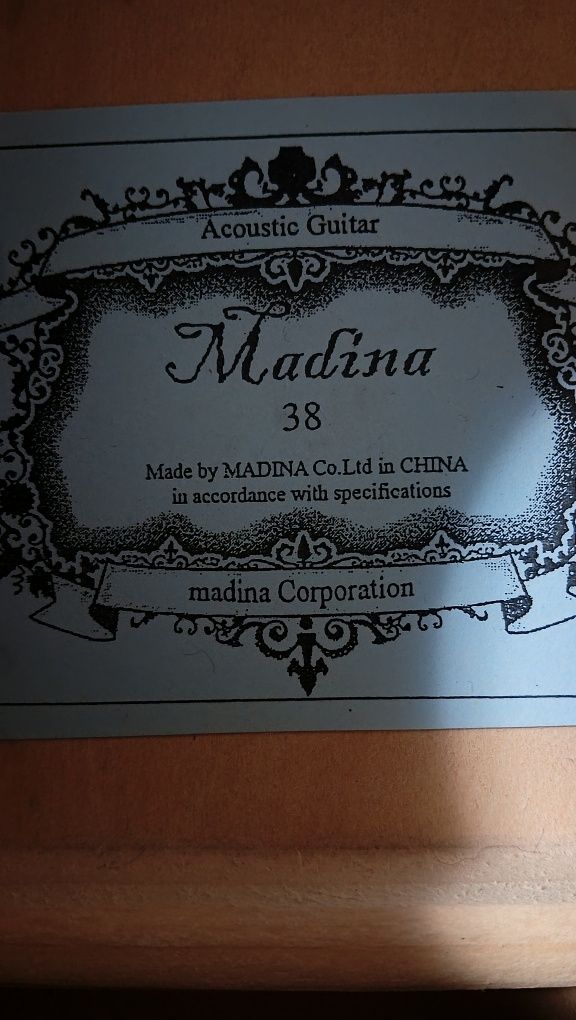 Acoustic Guitar
Madina
38
Made by MADINA Co.Ltd in CHINA
in accordance with specifications
madina Corporation